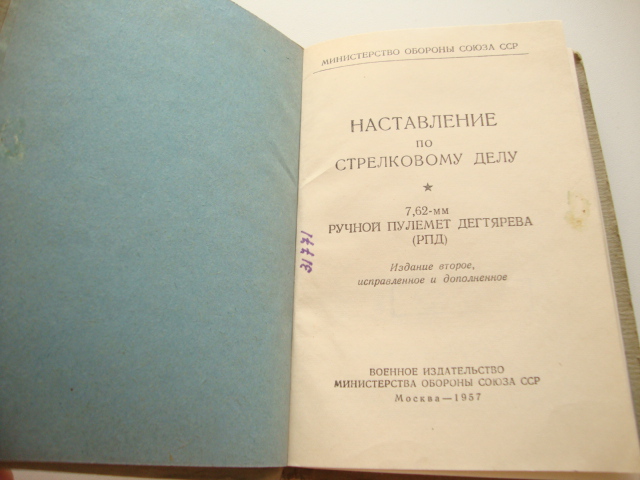 МИНИСТЕРСТВО ОБОРОНЫ СОЮЗА ССР
НАСТАВЛЕНИЕ
ПО
СТРЕЛКОВОМУ ДЕЛУ
★
7,62-мм
РУЧНОЙ ПУЛЕМЕТ ДЕГТЯРЕВА
(РПД)
Издание второе,
исправленное и дополненное
31771
ВОЕННОЕ ИЗДАТЕЛЬСТВО
МИНИСТЕРСТВА ОБОРОНЫ СОЮЗА ССР
Москва—1957